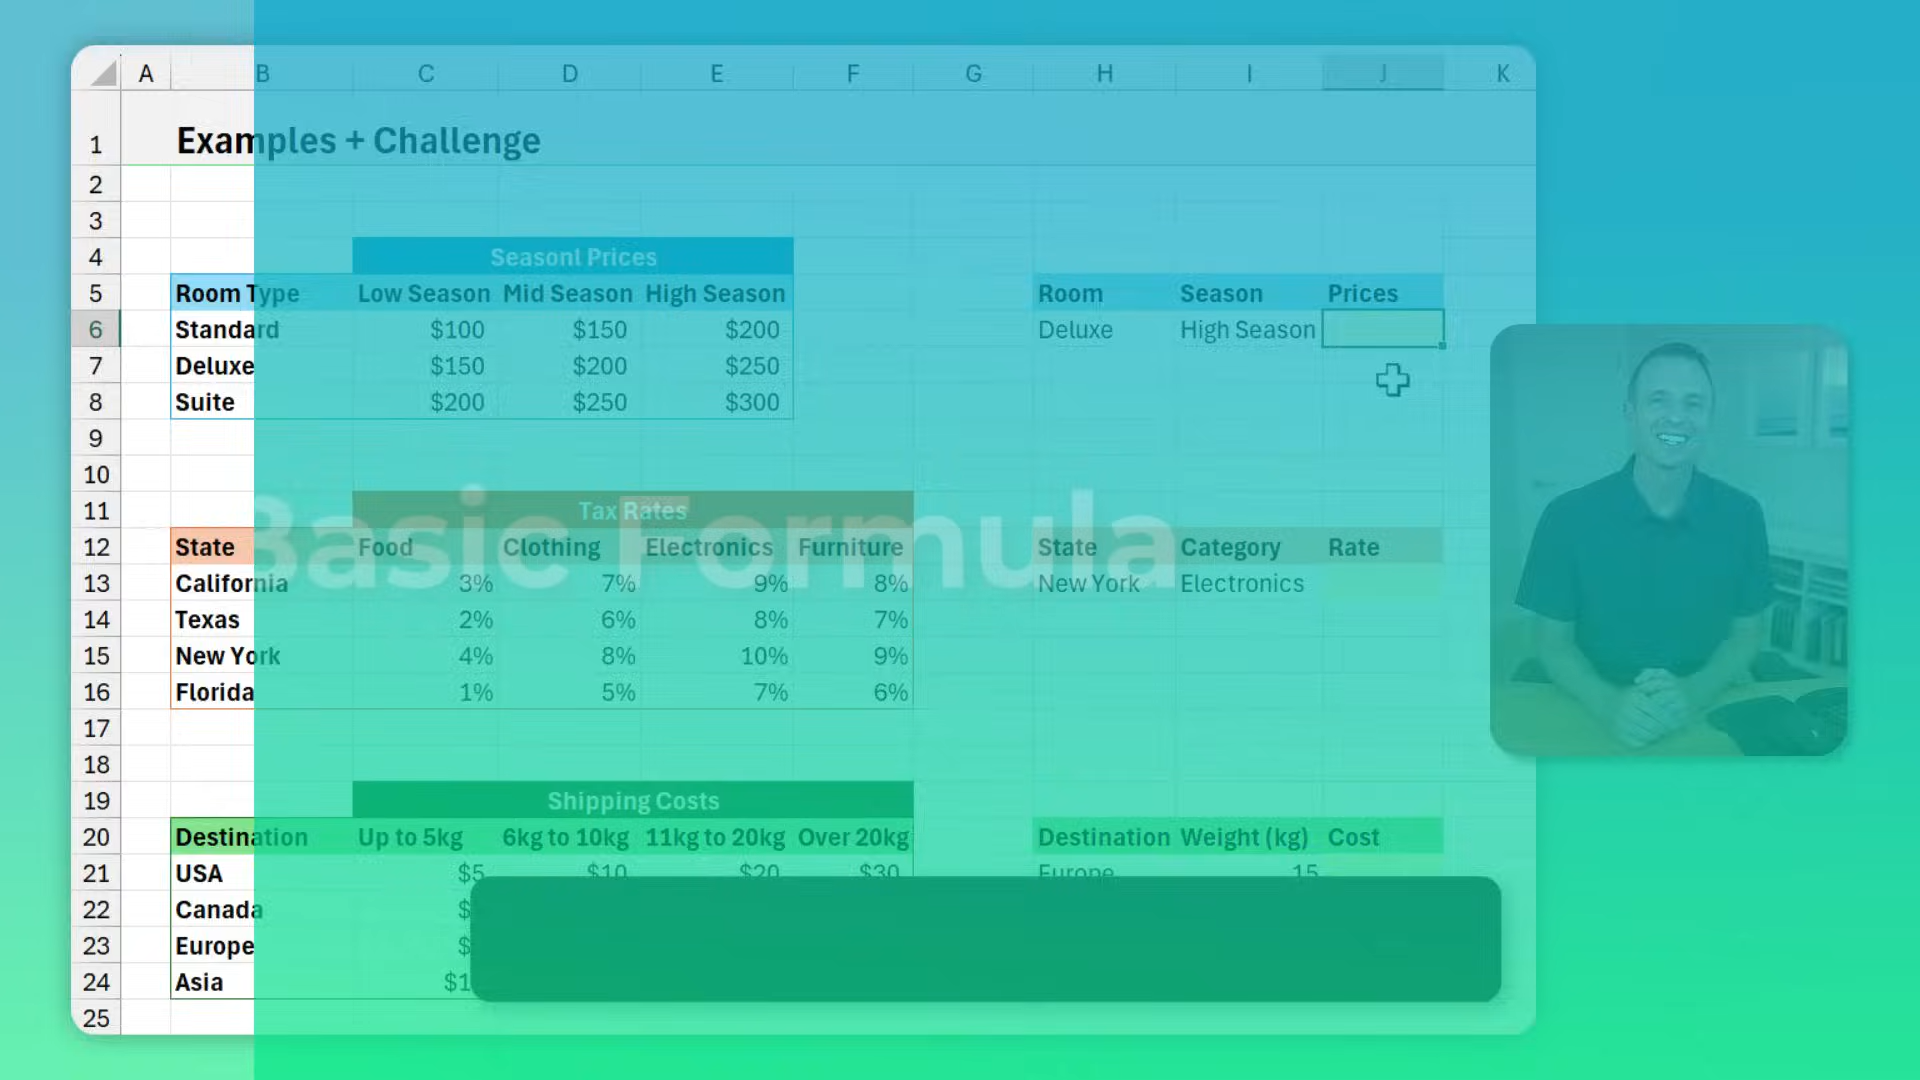 A B C D E F G H I J K
1 Examples + Challenge
2
3
4 Seasonl Prices
5 Room Type Low Season Mid Season High Season Room Season Prices
6 Standard $100 $150 $200 Deluxe High Season
7 Deluxe $150 $200 $250
8 Suite $200 $250 $300
9
10
11 Tax Rates
Basic Formula
12 State Food Clothing Electronics Furniture State Category Rate
13 California 3% 7% 9% 8% New York Electronics
14 Texas 2% 6% 8% 7%
15 New York 4% 8% 10% 9%
16 Florida 1% 5% 7% 6%
17
18
19 Shipping Costs
20 Destination Up to 5kg 6kg to 10kg 11kg to 20kg Over 20kg Destination Weight (kg) Cost
21 USA $5 $10 $20 $30 Europe 15
22 Canada $
23 Europe $
24 Asia $1
25